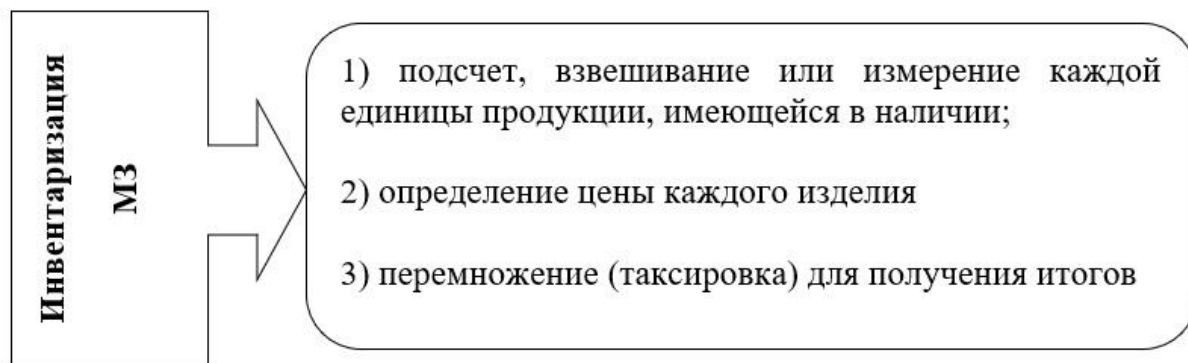 Инвентаризация
МЗ
1) подсчет, взвешивание или измерение каждой
единицы продукции, имеющейся в наличии;
2) определение цены каждого изделия
3) перемножение (таксировка) для получения итогов